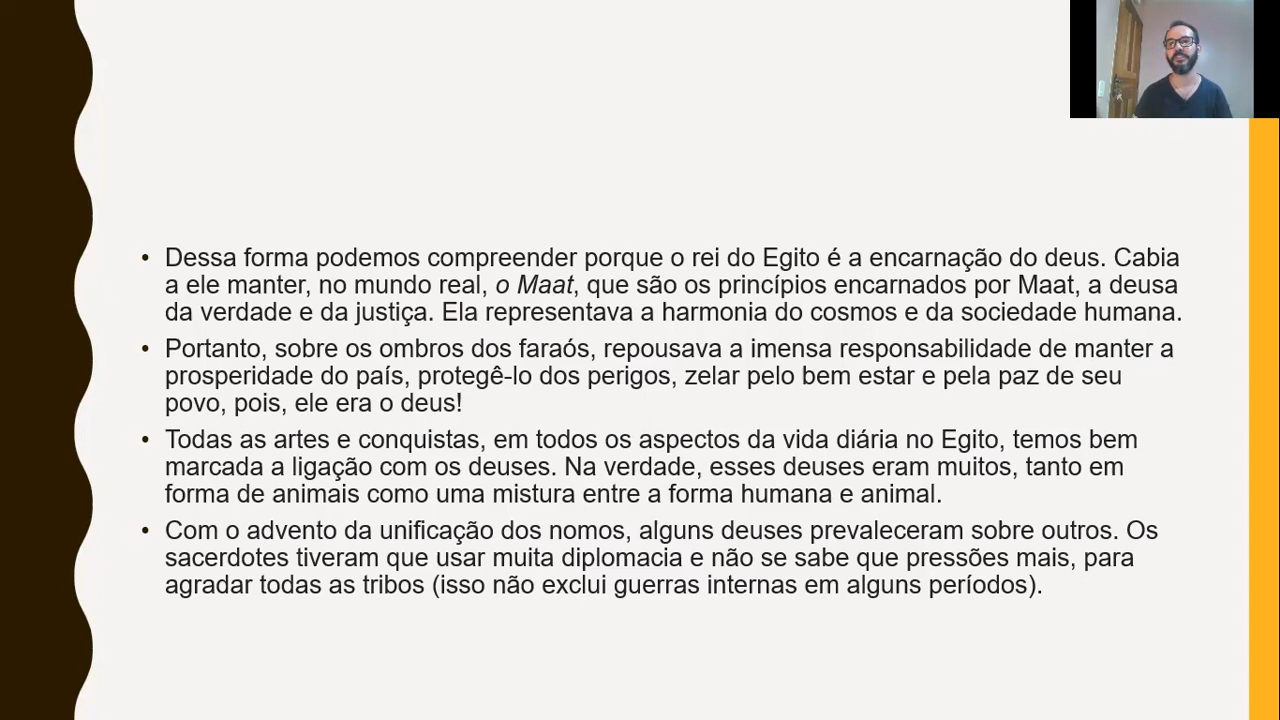 • Dessa forma podemos compreender porque o rei do Egito é a encarnação do deus. Cabia
a ele manter, no mundo real, o Maat, que são os princípios encarnados por Maat, a deusa
da verdade e da justiça. Ela representava a harmonia do cosmos e da sociedade humana.
• Portanto, sobre os ombros dos faraós, repousava a imensa responsabilidade de manter a
prosperidade do país, protegê-lo dos perigos, zelar pelo bem estar e pela paz de seu
povo, pois, ele era o deus!
• Todas as artes e conquistas, em todos os aspectos da vida diária no Egito, temos bem
marcada a ligação com os deuses. Na verdade, esses deuses eram muitos, tanto em
forma de animais como uma mistura entre a forma humana e animal.
• Com o advento da unificação dos nomos, alguns deuses prevaleceram sobre outros. Os
sacerdotes tiveram que usar muita diplomacia e não se sabe que pressões mais, para
agradar todas as tribos (isso não exclui guerras internas em alguns períodos).